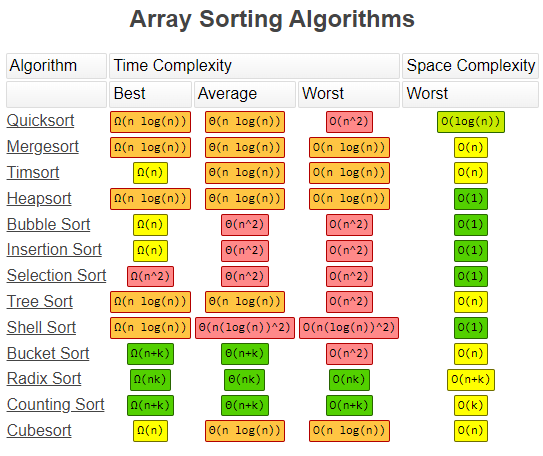 Array Sorting Algorithms
Algorithm Time Complexity Space Complexity
Best Average Worst Worst
Quicksort Ω(n log(n)) Θ(n log(n)) O(n^2) O(log(n))
Mergesort Ω(n log(n)) Θ(n log(n)) O(n log(n)) O(n)
Timsort Ω(n) Θ(n log(n)) O(n log(n)) O(n)
Heapsort Ω(n log(n)) Θ(n log(n)) O(n log(n)) O(1)
Bubble Sort Ω(n) Θ(n^2) O(n^2) O(1)
Insertion Sort Ω(n) Θ(n^2) O(n^2) O(1)
Selection Sort Ω(n^2) Θ(n^2) O(n^2) O(1)
Tree Sort Ω(n log(n)) Θ(n log(n)) O(n^2) O(n)
Shell Sort Ω(n log(n)) Θ(n(log(n))^2) O(n(log(n))^2) O(1)
Bucket Sort Ω(n+k) Θ(n+k) O(n^2) O(n)
Radix Sort Ω(nk) Θ(nk) O(nk) O(n+k)
Counting Sort Ω(n+k) Θ(n+k) O(n+k) O(k)
Cubesort Ω(n) Θ(n log(n)) O(n log(n)) O(n)